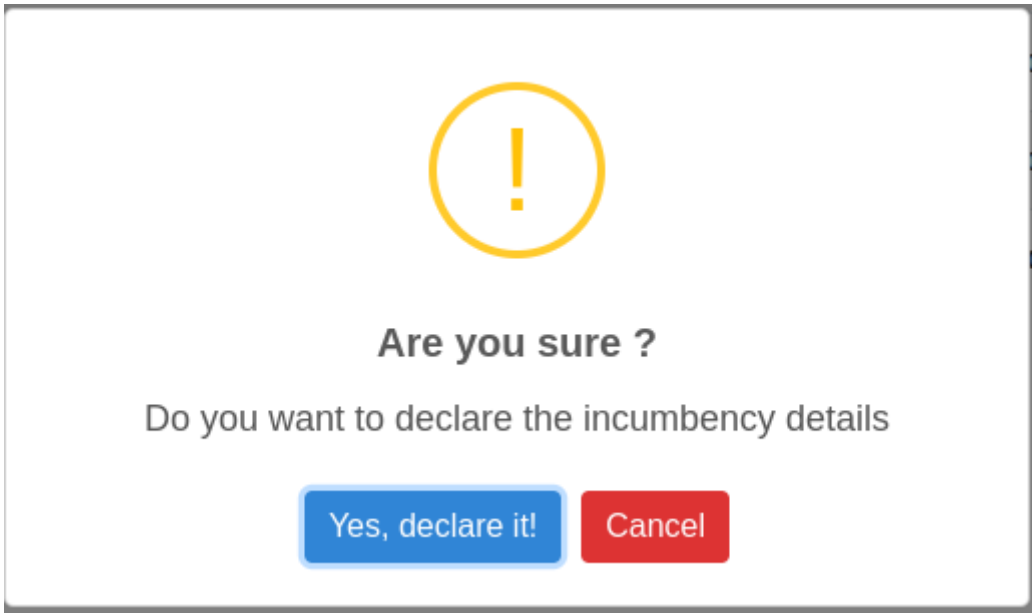 !
Are you sure ?
Do you want to declare the incumbency details
Yes, declare it!
Cancel